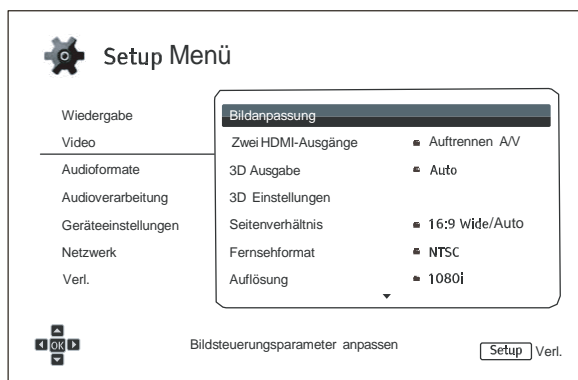 Setup Menü
Wiedergabe
Video
Audioformate
Audioverarbeitung
Geräteeinstellungen
Netzwerk
Verl.
Bildanpassung
Zwei HDMI-Ausgänge Auftrennen A/V
3D Ausgabe Auto
3D Einstellungen
Seitenverhältnis 16:9 Wide/Auto
Fernsehformat NTSC
Auflösung 1080i
OK
Bildsteuerungsparameter anpassen
Setup Verl.